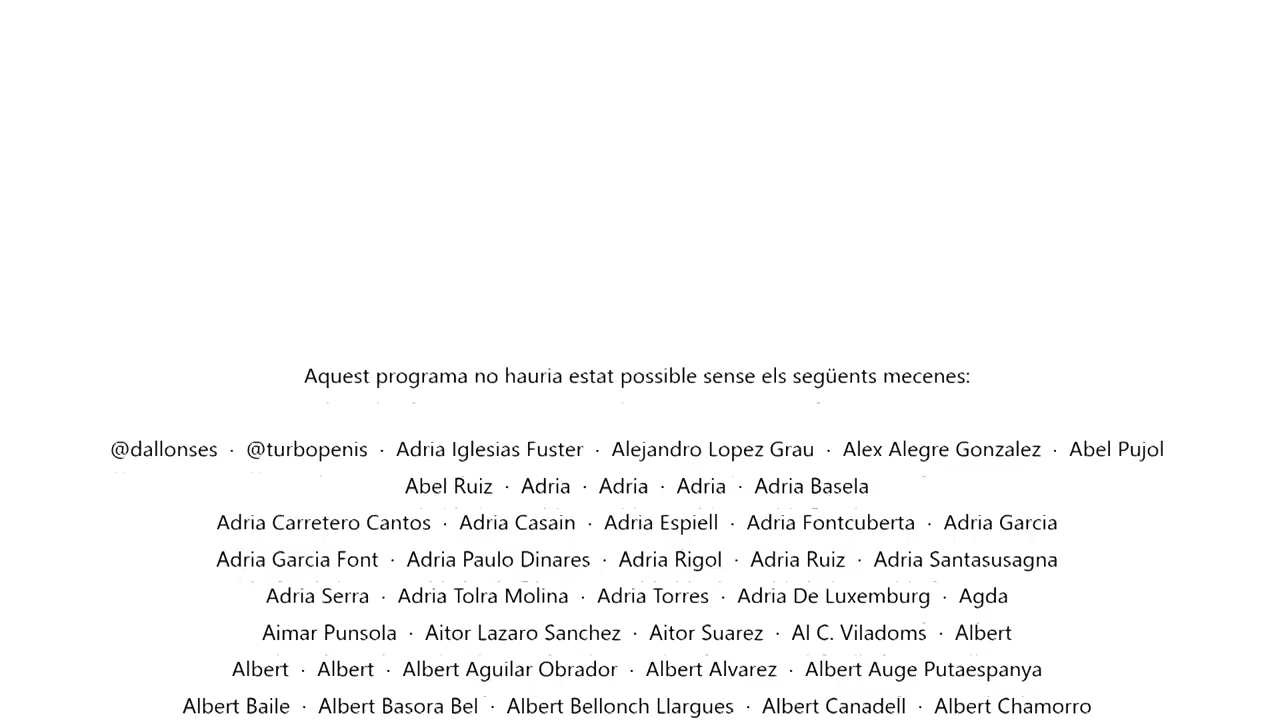 Aquest programa no hauria estat possible sense els següents mecenes:
@dallonses · @turbopenis · Adria Iglesias Fuster · Alejandro Lopez Grau · Alex Alegre Gonzalez · Abel Pujol
Abel Ruiz · Adria · Adria · Adria · Adria Basela
Adria Carretero Cantos · Adria Casain · Adria Espiell · Adria Fontcuberta · Adria Garcia
Adria Garcia Font · Adria Paulo Dinares · Adria Rigol · Adria Ruiz · Adria Santasusagna
Adria Serra · Adria Tolra Molina · Adria Torres · Adria De Luxemburg · Agda
Aimar Punsola · Aitor Lazaro Sanchez · Aitor Suarez · Al C. Viladoms · Albert
Albert · Albert · Albert Aguilar Obrador · Albert Alvarez · Albert Auge Putaespanya
Albert Baile · Albert Basora Bel · Albert Bellonch Llargues · Albert Canadell · Albert Chamorro